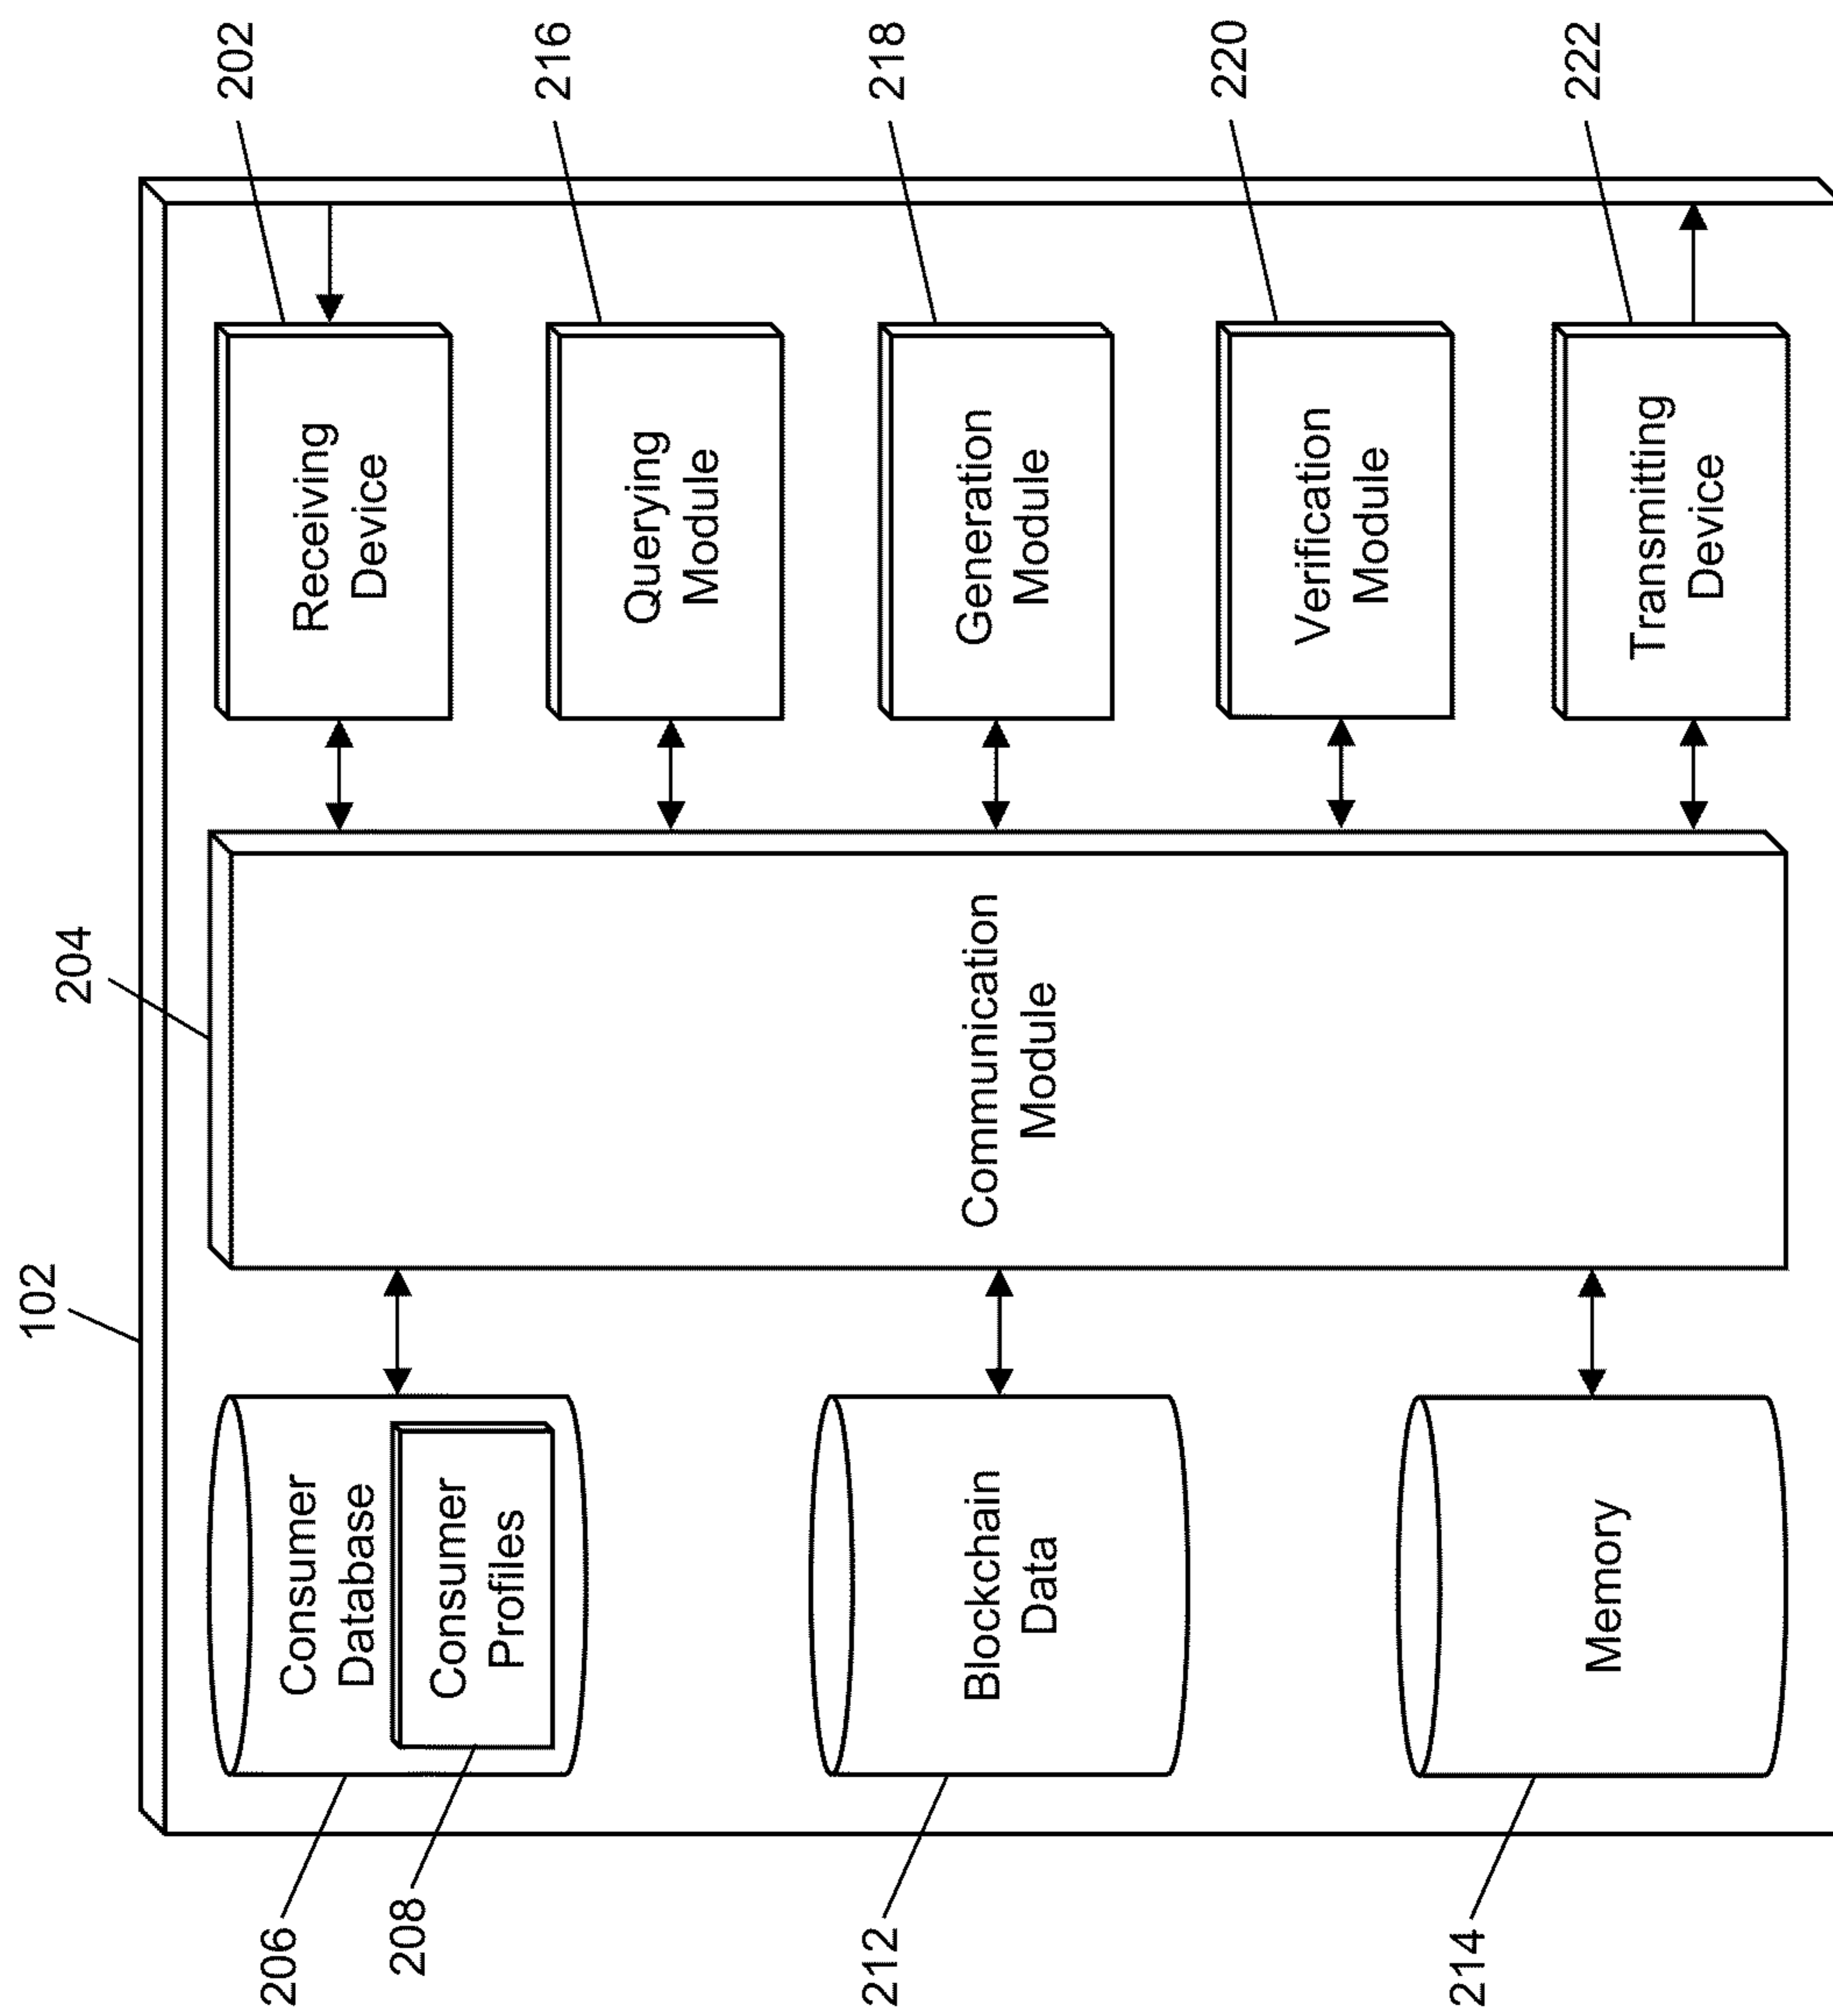 102
204
202
216
218
220
222
206
208
212
214
Consumer
Database
Consumer
Profiles
Blockchain
Data
Memory
Communication
Module
Receiving
Device
Querying
Module
Generation
Module
Verification
Module
Transmitting
Device